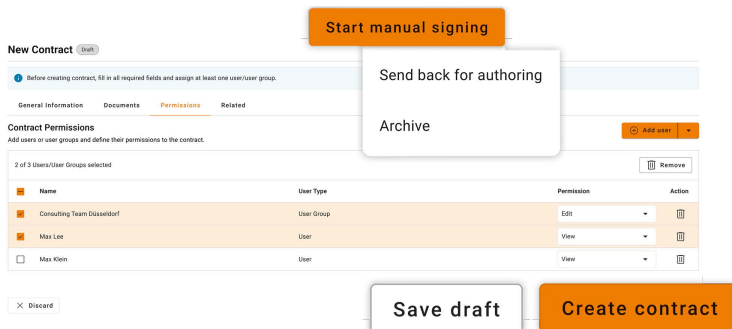 Start manual signing
New Contract Draft
Send back for authoring
Before creating contract, fill in all required fields and assign at least one user/user group.
General Information Documents Permissions Related
Archive
Contract Permissions
Add users or user groups and define their permissions to the contract.
Add user
2 of 3 Users/User Groups selected
Remove
Name User Type Permission Action
Consulting Team Düsseldorf User Group Edit
Max Lee User View
Max Klein User View
Discard
Save draft
Create contract